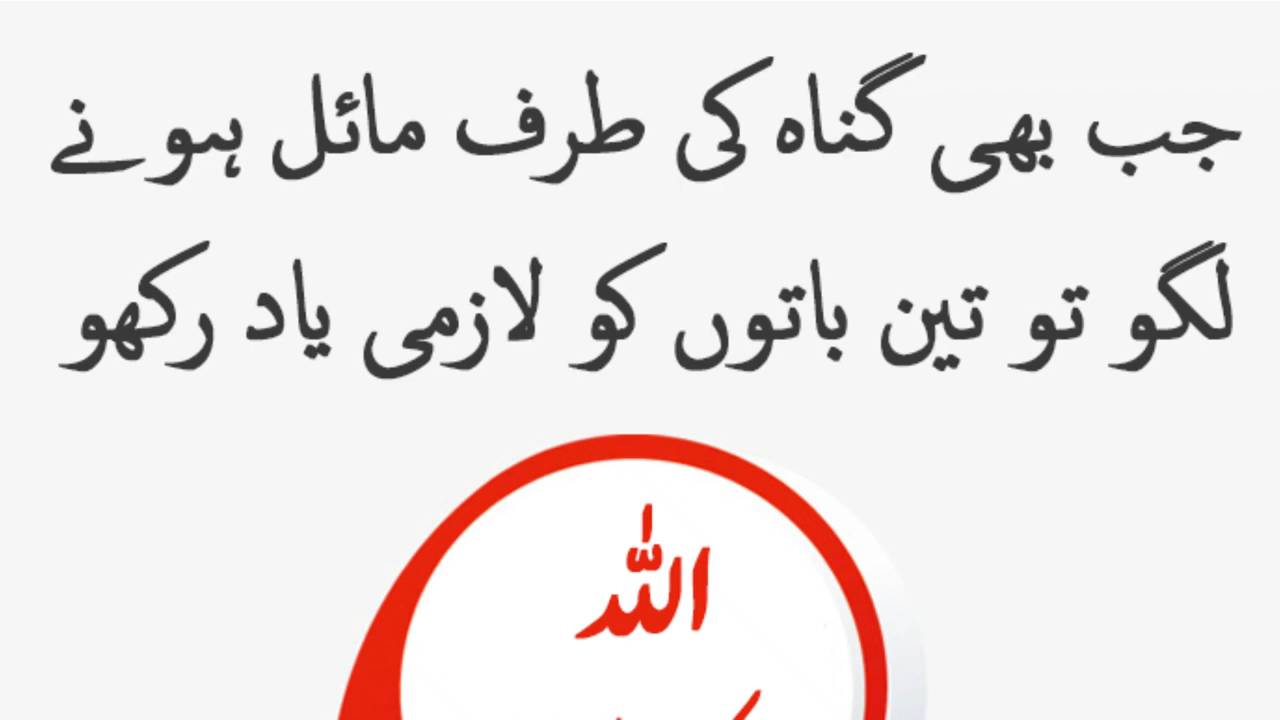 جب بھی گناہ کی طرف مائل ہونے
لگو تو تین باتوں کو لازمی یاد رکھو
اللہ